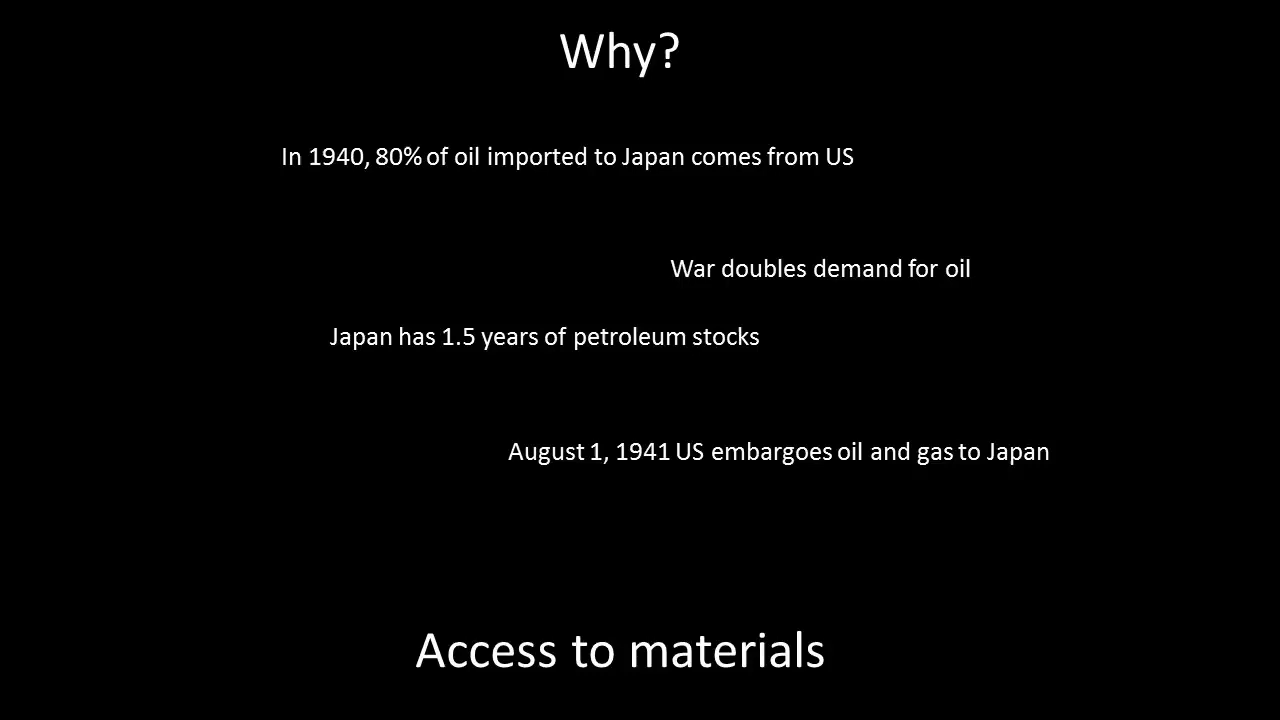 Why?
In 1940, 80% of oil imported to Japan comes from US
War doubles demand for oil
Japan has 1.5 years of petroleum stocks
August 1, 1941 US embargoes oil and gas to Japan
Access to materials